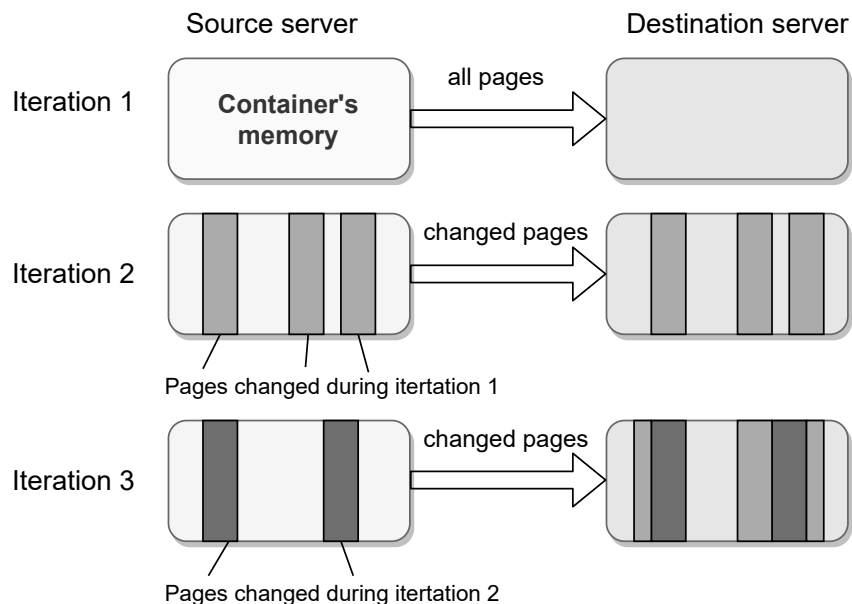 Source server
Destination server
Iteration 1
Container's
memory
all pages
Iteration 2
changed pages
Pages changed during itertation 1
Iteration 3
changed pages
Pages changed during itertation 2